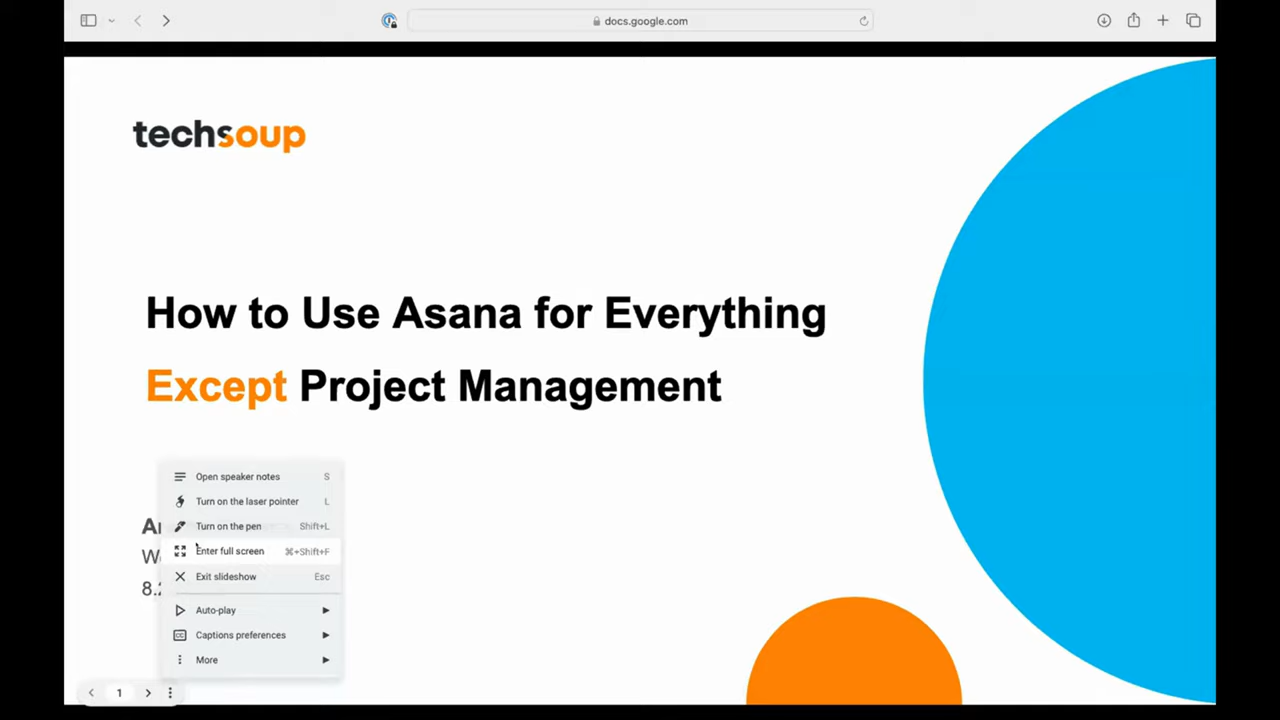 docs.google.com
techsoup
How to Use Asana for Everything
Except Project Management
Open speaker notes S
Turn on the laser pointer L
Turn on the pen Shift+L
Enter full screen ⌘+Shift+F
Exit slideshow Esc
Auto-play
Captions preferences
More
8.2
1